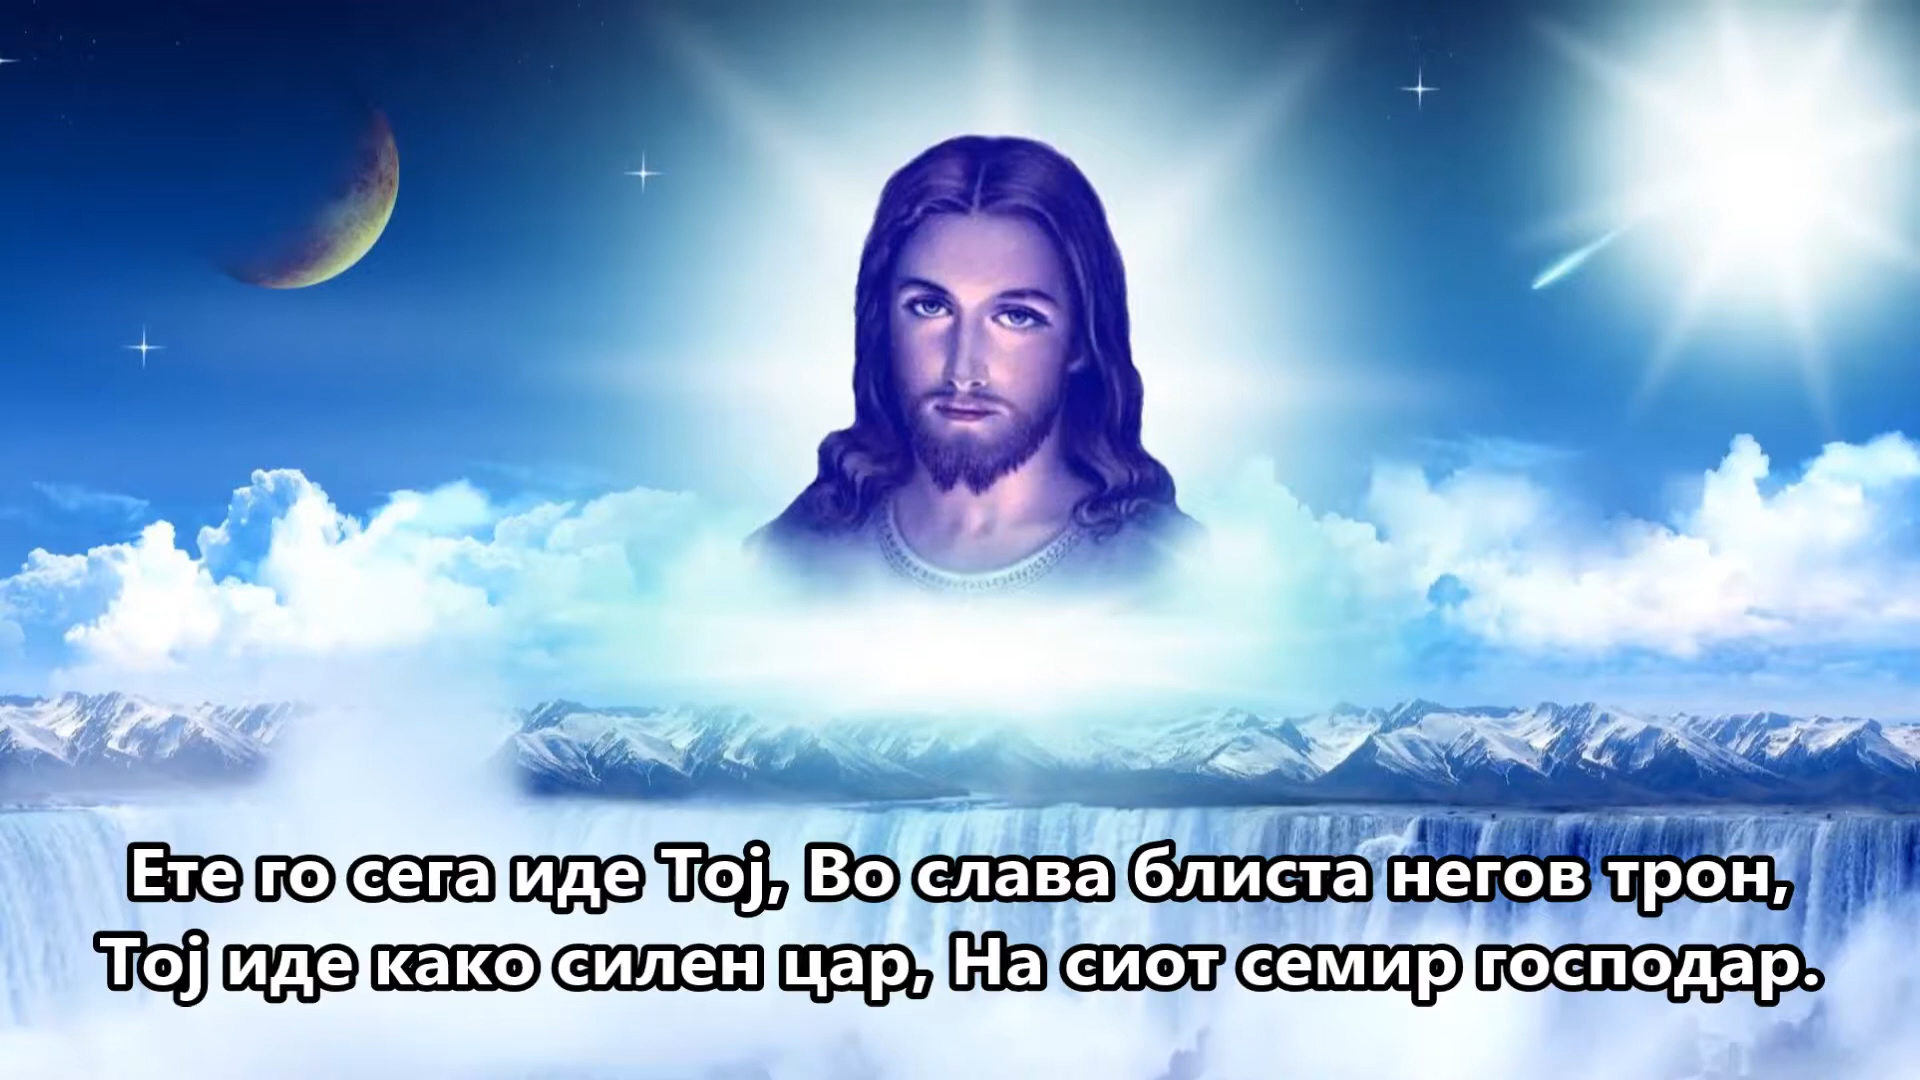 Ете го сега иде Тој, Во слава блиста негов трон,
Тој иде како силен цар, На сиот семир господар.